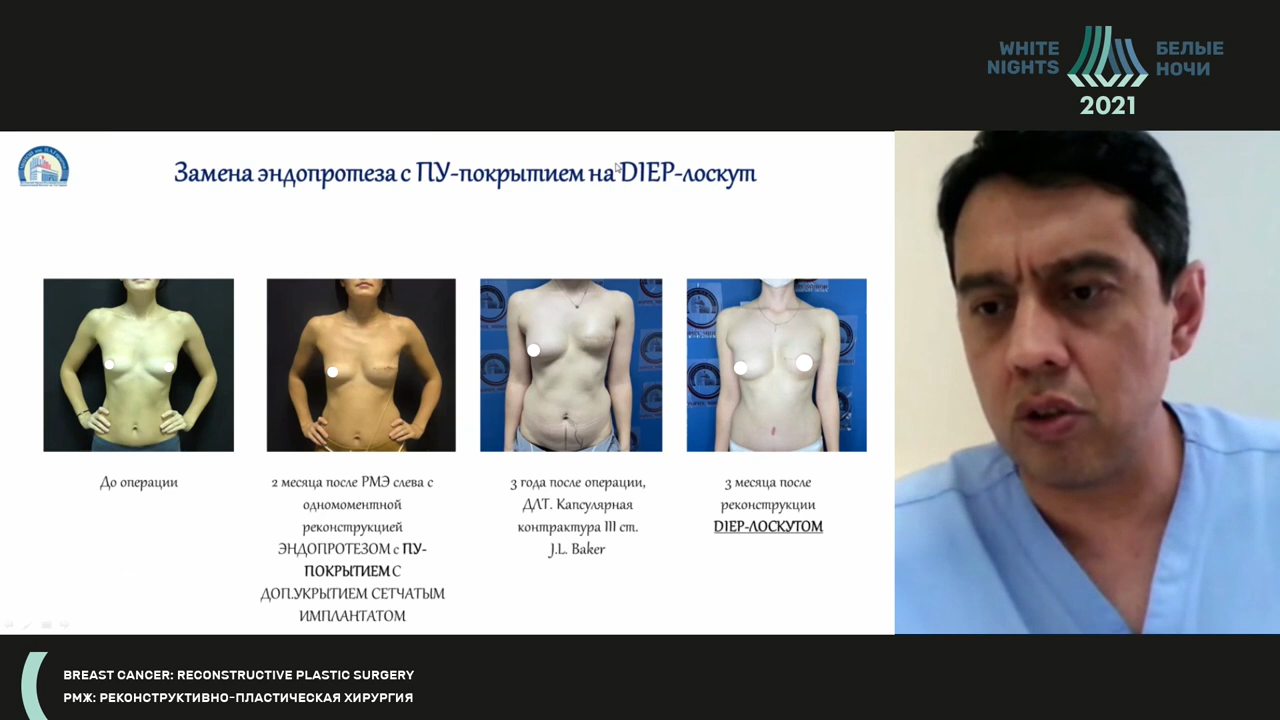 WHITE NIGHTS
БЕЛЫЕ НОЧИ
2021
Замена эндопротеза с ПУ-покрытием на DIEP-лоскут
До операции
2 месяца после РМЭ слева с
одномоментной
реконструкцией
ЭНДОПРОТЕЗОМ с ПУ-
ПОКРЫТИЕМ С
ДОП.УКРЫТИЕМ СЕТЧАТЫМ
ИМПЛАНТАТОМ
3 года после операции,
ДЛТ. Капсулярная
контрактура III ст.
J.L. Baker
3 месяца после
реконструкции
DIEP-ЛОСКУТОМ
BREAST CANCER: RECONSTRUCTIVE PLASTIC SURGERY
РМЖ: РЕКОНСТРУКТИВНО-ПЛАСТИЧЕСКАЯ ХИРУРГИЯ